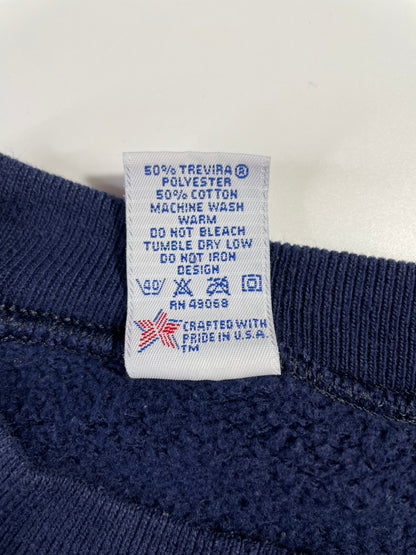 50% TREVIRA®
POLYESTER
50% COTTON
MACHINE WASH
WARM
DO NOT BLEACH
TUMBLE DRY LOW
DO NOT IRON
DESIGN
40°
RN 49068
CRAFTED WITH
PRIDE IN U.S.A.
TM